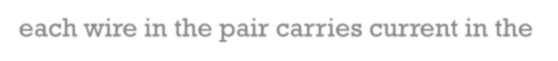 each wire in the pair carries current in the